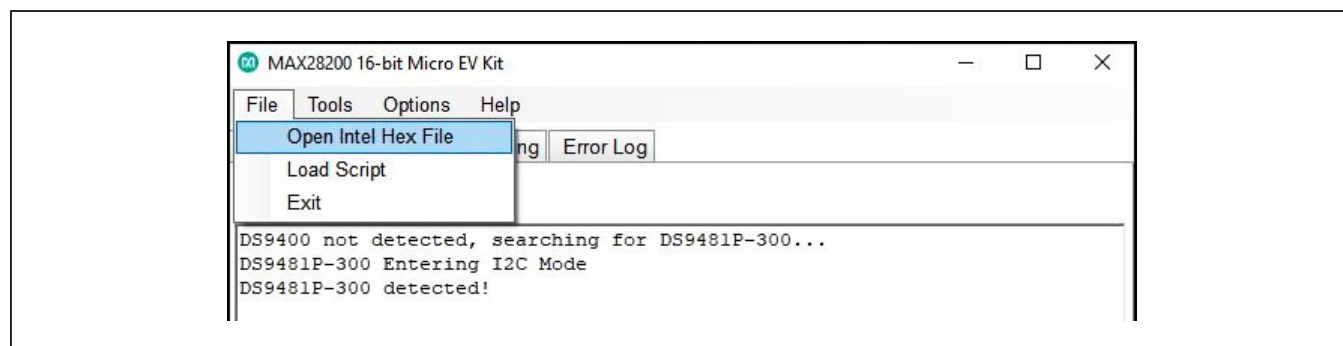 MAX28200 16-bit Micro EV Kit
File Tools Options Help
Open Intel Hex File
ng Error Log
Load Script
Exit
DS9400 not detected, searching for DS9481P-300...
DS9481P-300 Entering I2C Mode
DS9481P-300 detected!